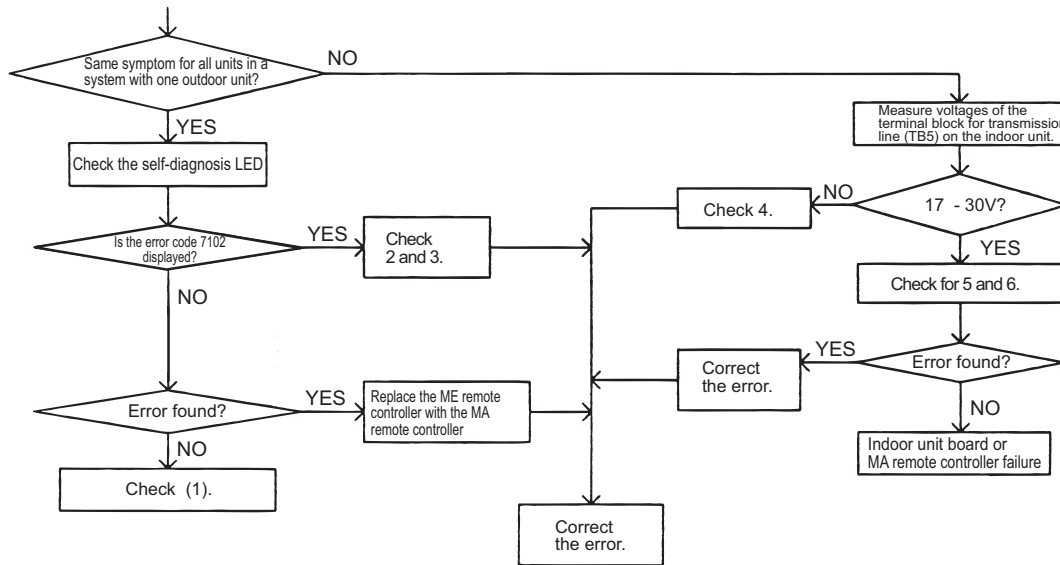 Same symptom for all units in a
system with one outdoor unit?
NO
YES
Measure voltages of the
terminal block for transmission
line (TB5) on the indoor unit.
Check the self-diagnosis LED
NO
17 - 30V?
Check 4.
YES
Is the error code 7102
displayed?
YES
Check
2 and 3.
NO
Check for 5 and 6.
YES
Error found?
Correct
the error.
NO
Error found?
YES
Replace the ME remote
controller with the MA
remote controller
NO
Indoor unit board or
MA remote controller failure
Check (1).
Correct
the error.